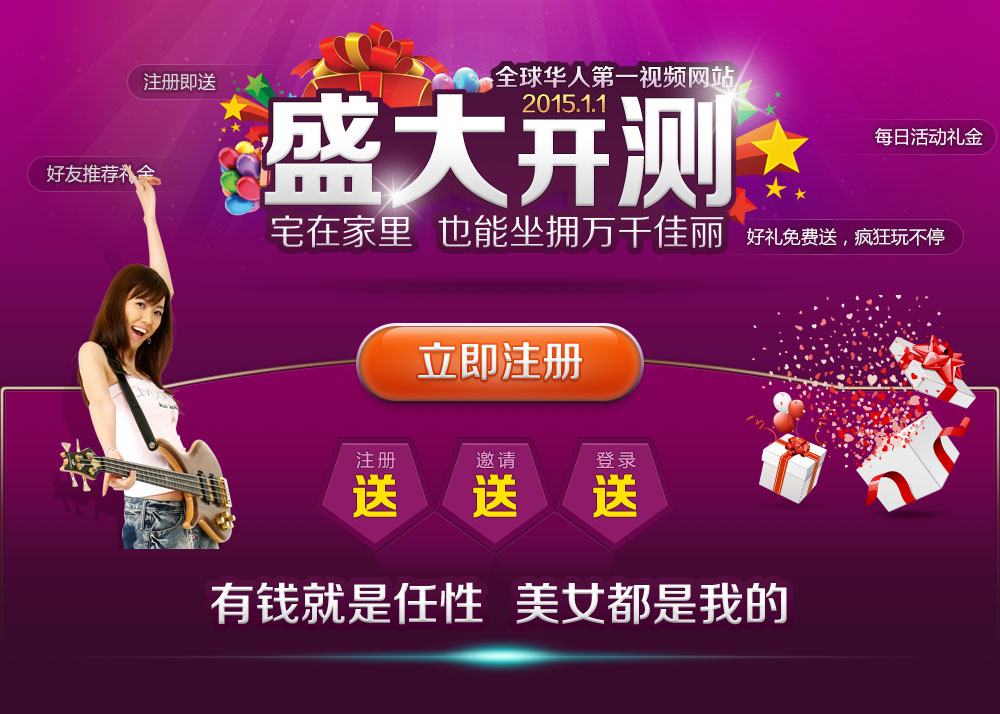 全球华人第一视频网站
注册即送
2015.1.1
盛大开测
每日活动礼金
好友推荐礼金
宅在家里 也能坐拥万千佳丽
好礼免费送，疯狂玩不停
立即注册
注册 邀请 登录
送 送 送
有钱就是任性 美女都是我的